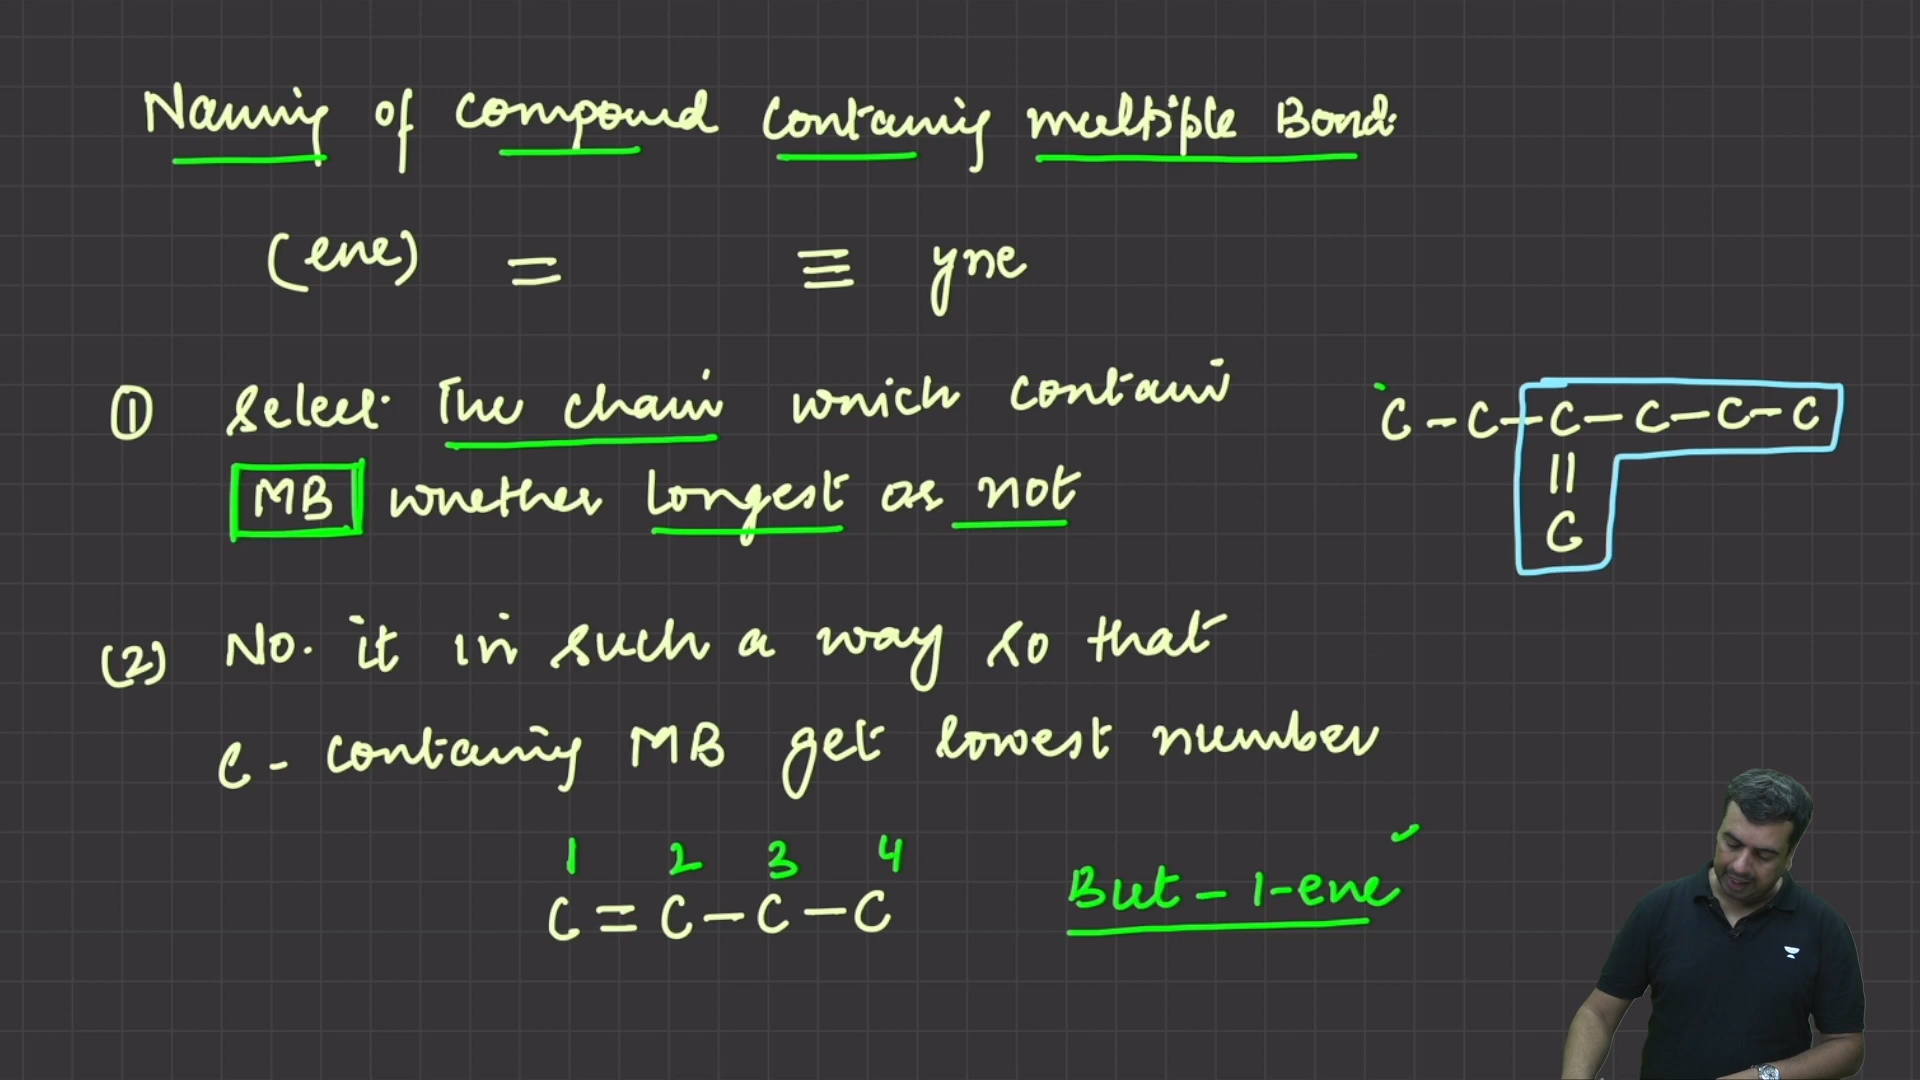 Naming of compound containing multiple Bond.
(ene) = ≡ yne
① Select the chain which contain
MB whether longest or not
C-C-C-C-C-C
||
C
(2) No. it in such a way so that
C- containing MB get lowest number
1 2 3 4
C=C-C-C But-1-ene ✓